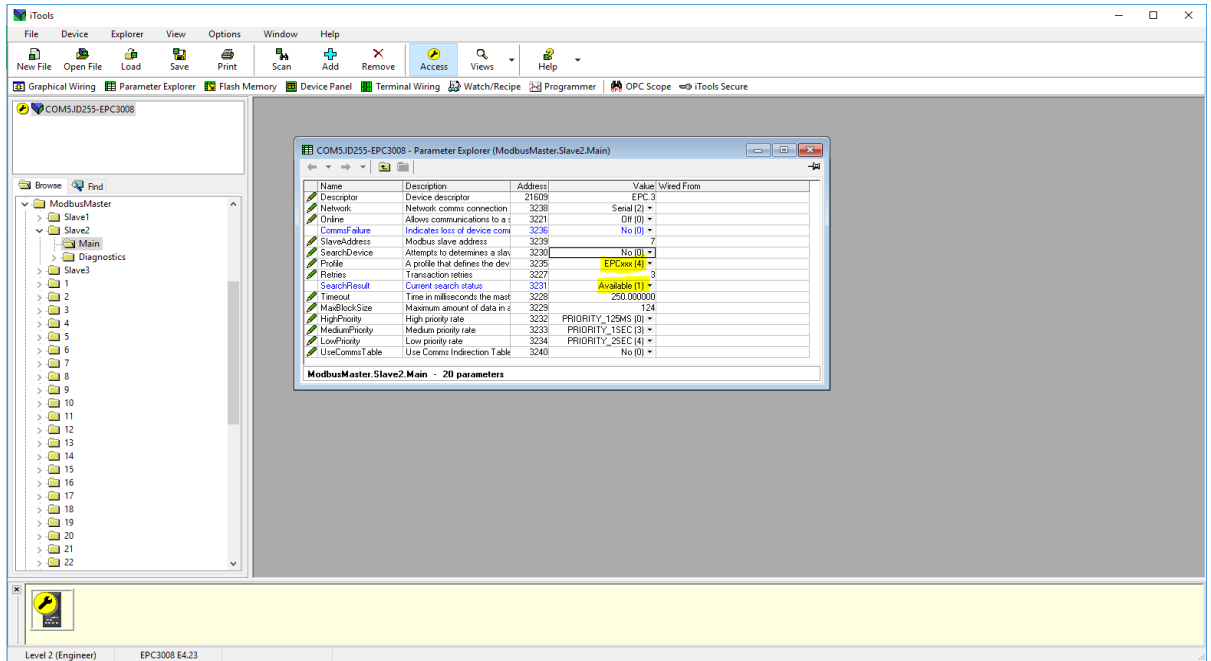 iTools
File Device Explorer View Options Window Help
New File Open File Load Save Print Scan Add Remove Access Views Help
Graphical Wiring Parameter Explorer Flash Memory Device Panel Terminal Wiring Watch/Recipe Programmer OPC Scope iTools Secure
COM5.ID255-EPC3008
COM5.ID255-EPC3008 - Parameter Explorer (ModbusMaster.Slave2.Main)
Name Description Address Value Wired From
Descriptor Device descriptor 21609 EPC.3
Network Network comms connection 3238 Serial (2)
Online Allows communications to a s 3221 Off (0)
CommsFailure Indicates loss of device com 3236 No (0)
SlaveAddress Modbus slave address 3239 7
SearchDevice Attempts to determines a slav 3230 No (0)
Profile A profile that defines the dev 3235 EPCxxx (4)
Retries Transaction retries 3227 3
SearchResult Current search status 3231 Available (1)
Timeout Time in milliseconds the mast 3228 250.000000
MaxBlockSize Maximum amount of data in a 3229 124
HighPriority High priority rate 3232 PRIORITY_125MS (0)
MediumPriority Medium priority rate 3233 PRIORITY_1SEC (3)
LowPriority Low priority rate 3234 PRIORITY_2SEC (4)
UseCommsTable Use Comms Indirection Table 3240 No (0)
ModbusMaster.Slave2.Main - 20 parameters
Browse Find
ModbusMaster
Slave1
Slave2
Main
Diagnostics
Slave3
1
2
3
4
5
6
7
8
9
10
11
12
13
14
15
16
17
18
19
20
21
22
Level 2 (Engineer) EPC3008 E4.23